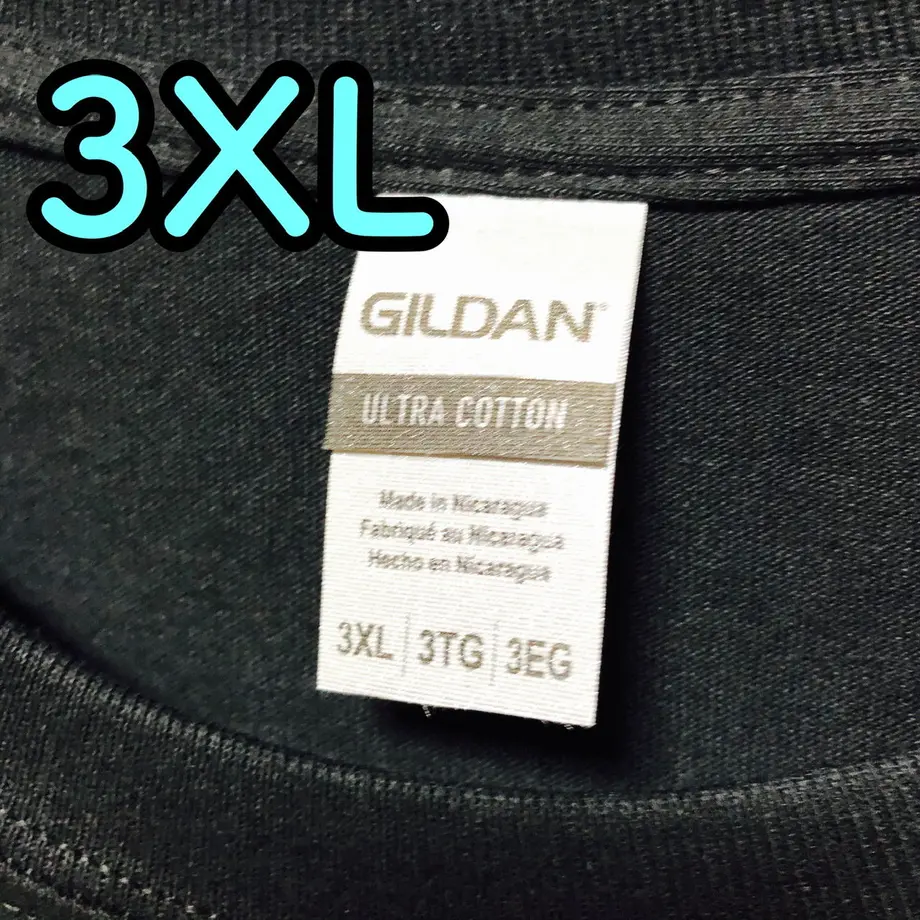 3XL
GILDAN
ULTRA COTTON
Made in Nicaragua
Fabriqué au Nicaragua
Hecho en Nicaragua
3XL | 3TG | 3EG